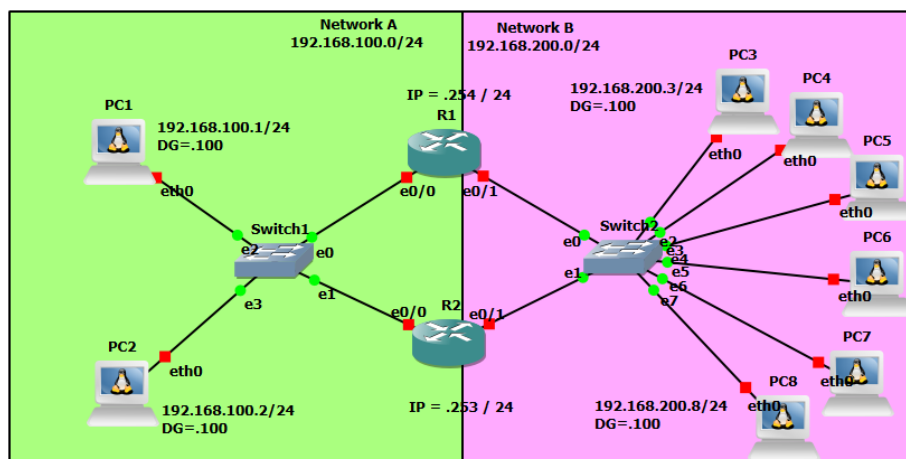 Network A
192.168.100.0/24
Network B
192.168.200.0/24
PC1
192.168.100.1/24
DG=.100
eth0
IP = .254 / 24
R1
e0/0
e0/1
192.168.200.3/24
DG=.100
PC3
eth0
PC4
eth0
PC5
eth0
Switch1
e2
e0
e3
e1
Switch2
e0
e1
e2
e3
e4
e5
e6
e7
PC6
eth0
R2
e0/0
e0/1
PC2
eth0
192.168.100.2/24
DG=.100
IP = .253 / 24
PC7
eth0
PC8
eth0
192.168.200.8/24
DG=.100